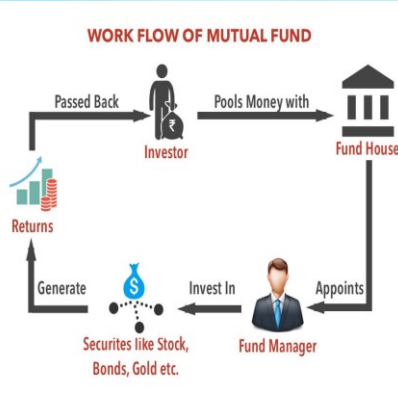 WORK FLOW OF MUTUAL FUND
Passed Back
Pools Money with
Investor
Fund House
Returns
Generate
Invest In
Appoints
Securites like Stock,
Bonds, Gold etc.
Fund Manager
₹
$